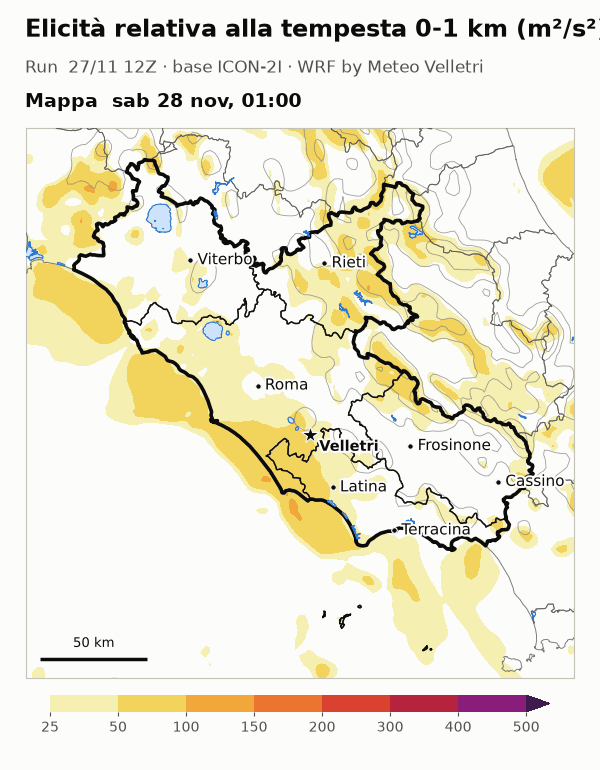 Elicità relativa alla tempesta 0-1 km (m²/s²)
Run  27/11 12Z · base ICON-2I · WRF by Meteo Velletri
Mappa  sab 28 nov, 01:00
Viterbo
Rieti
Roma
Velletri
Frosinone
Latina
Cassino
Terracina
50 km
25 50 100 150 200 300 400 500